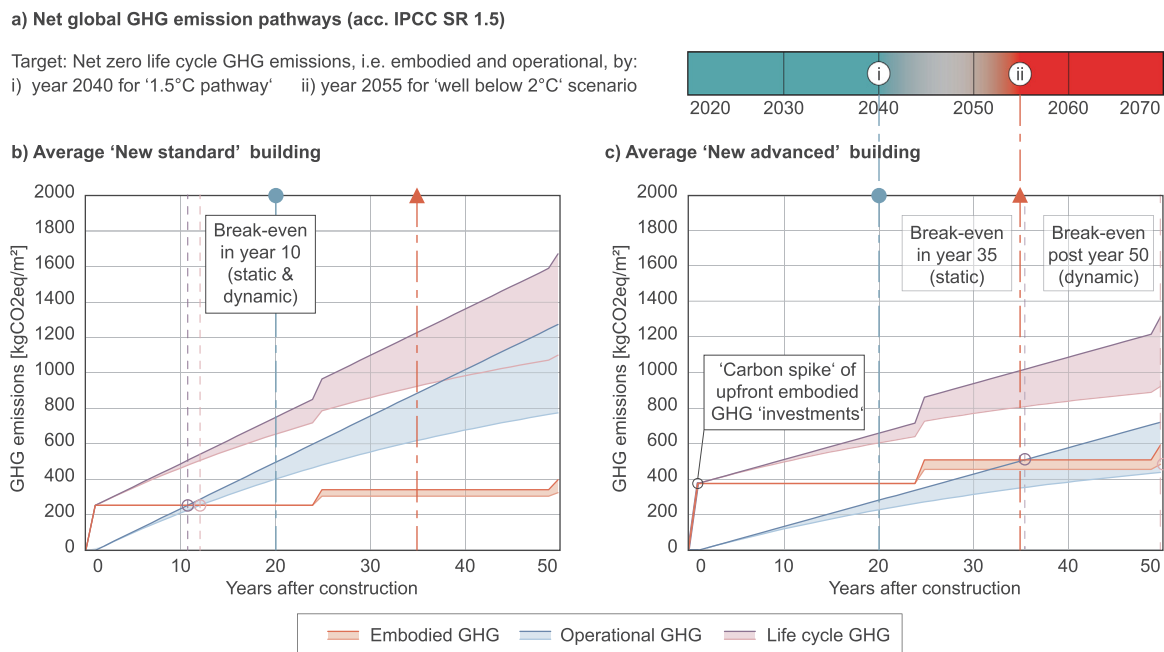 a) Net global GHG emission pathways (acc. IPCC SR 1.5)
Target: Net zero life cycle GHG emissions, i.e. embodied and operational, by:
i) year 2040 for ‘1.5°C pathway‘ ii) year 2055 for ‘well below 2°C‘ scenario
i ii
2020 2030 2040 2050 2060 2070
b) Average ‘New standard’ building
c) Average ‘New advanced’ building
GHG emissions [kgCO2eq/m²]
2000
1800
1600
1400
1200
1000
800
600
400
200
0
Break-even
in year 10
(static &
dynamic)
0 10 20 30 40 50
Years after construction
GHG emissions [kgCO2eq/m²]
2000
1800
1600
1400
1200
1000
800
600
400
200
0
Break-even
in year 35
(static)
Break-even
post year 50
(dynamic)
‘Carbon spike‘ of
upfront embodied
GHG ‘investments‘
0 10 20 30 40 50
Years after construction
Embodied GHG Operational GHG Life cycle GHG